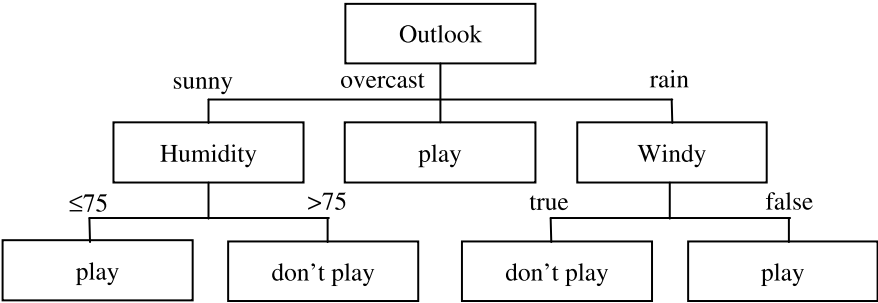 Outlook
sunny overcast rain
Humidity play Windy
≤75 >75 true false
play don't play don't play play